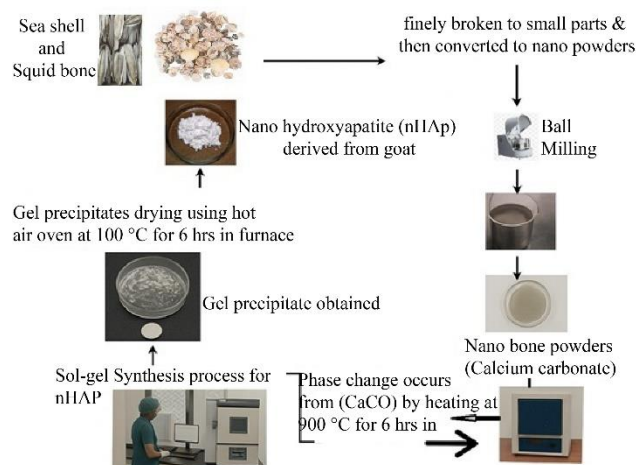 Sea shell
and
Squid bone
finely broken to small parts &
then converted to nano powders
Ball
Milling
Nano bone powders
(Calcium carbonate)
Phase change occurs
from (CaCO) by heating at
900 °C for 6 hrs in
Sol-gel Synthesis process for
nHAP
Gel precipitate obtained
Gel precipitates drying using hot
air oven at 100 °C for 6 hrs in furnace
Nano hydroxyapatite (nHAp)
derived from goat